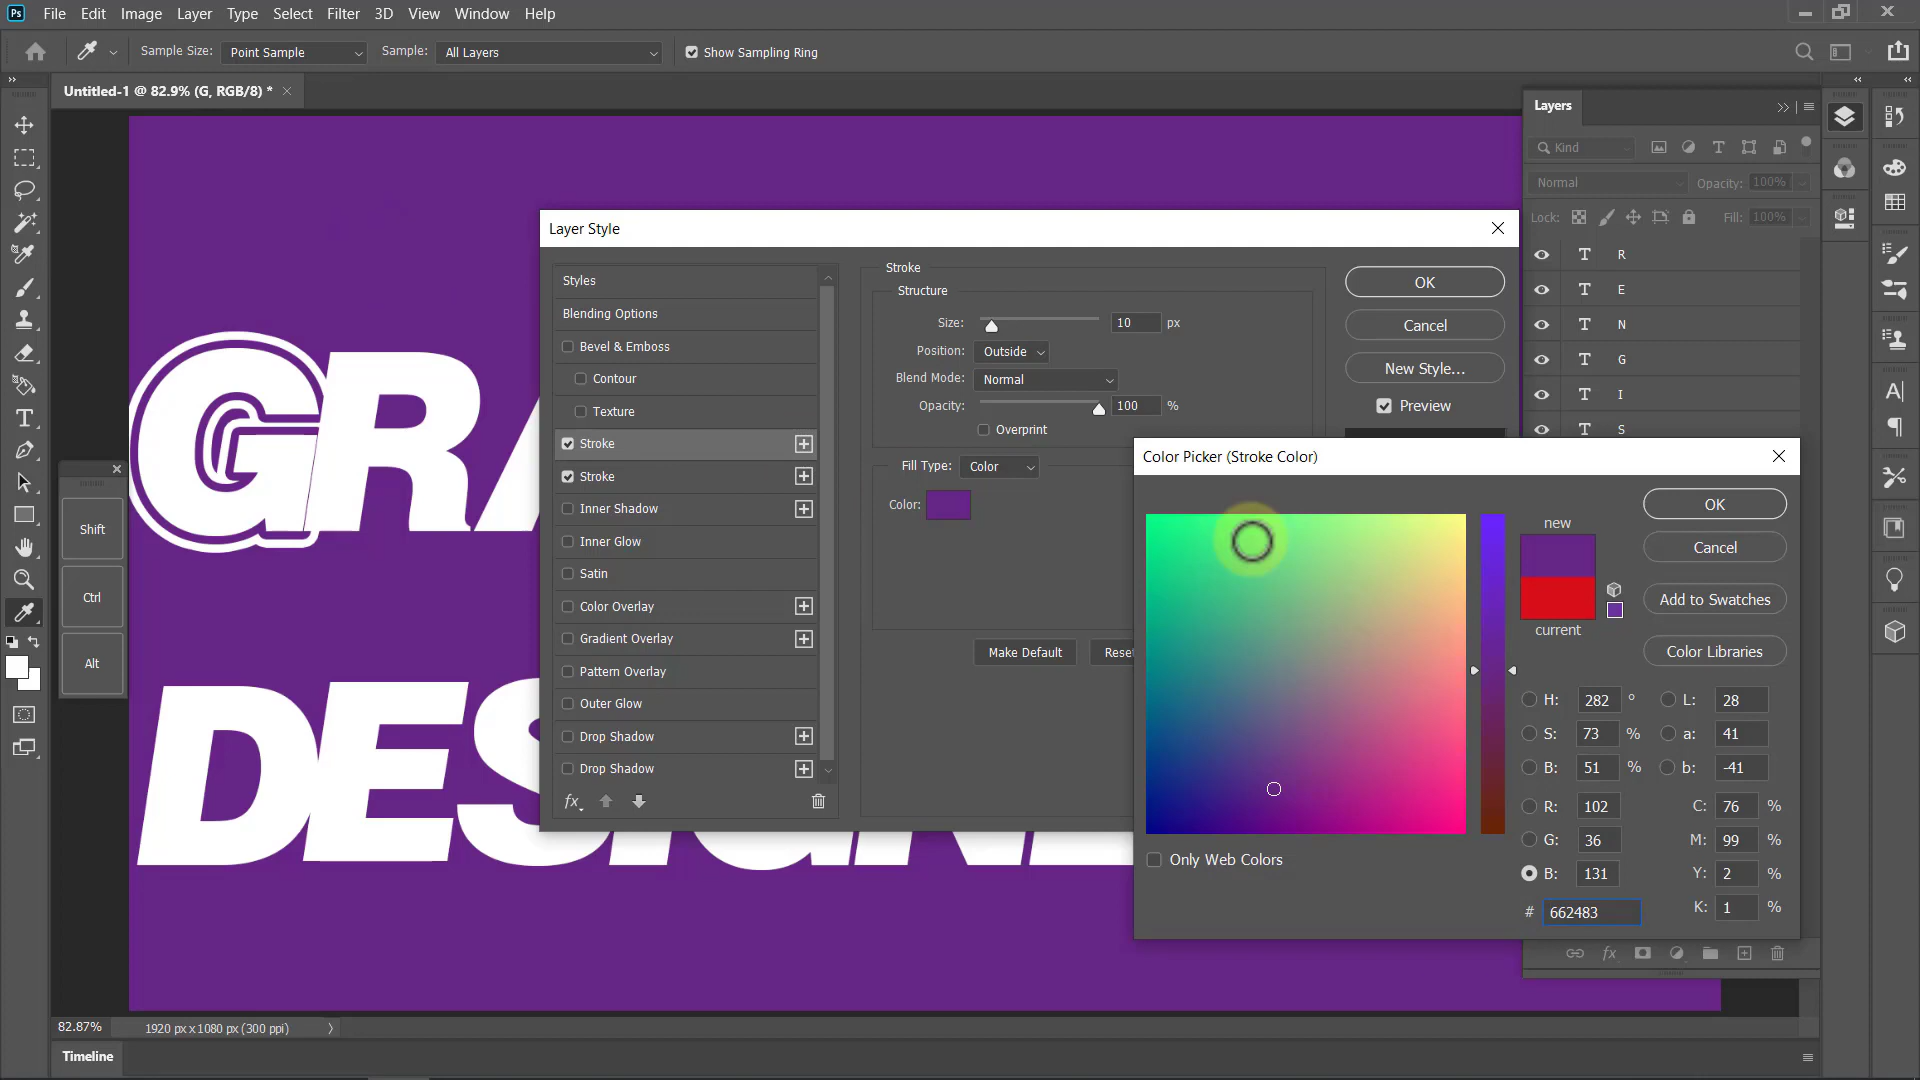 Ps File Edit Image Layer Type Select Filter 3D View Window Help
Sample Size: Point Sample Sample: All Layers Show Sampling Ring
Untitled-1 @ 82.9% (G, RGB/8) *
Layers
Kind
Normal Opacity: 100%
Lock: Fill: 100%
R
E
N
G
I
S
Layer Style
Styles
Blending Options
Bevel & Emboss
Contour
Texture
Stroke
Stroke
Inner Shadow
Inner Glow
Satin
Color Overlay
Gradient Overlay
Pattern Overlay
Outer Glow
Drop Shadow
Drop Shadow
fx
Stroke
Structure
Size: 10 px
Position: Outside
Blend Mode: Normal
Opacity: 100 %
Overprint
Fill Type: Color
Color:
Make Default Reset
OK
Cancel
New Style...
Preview
Color Picker (Stroke Color)
new
current
OK
Cancel
Add to Swatches
Color Libraries
H: 282 ° L: 28
S: 73 % a: 41
B: 51 % b: -41
R: 102 C: 76 %
G: 36 M: 99 %
B: 131 Y: 2 %
# 662483 K: 1 %
Only Web Colors
Shift
Ctrl
Alt
GRA
DESIGNE
fx
82.87% 1920 px x 1080 px (300 ppi)
Timeline